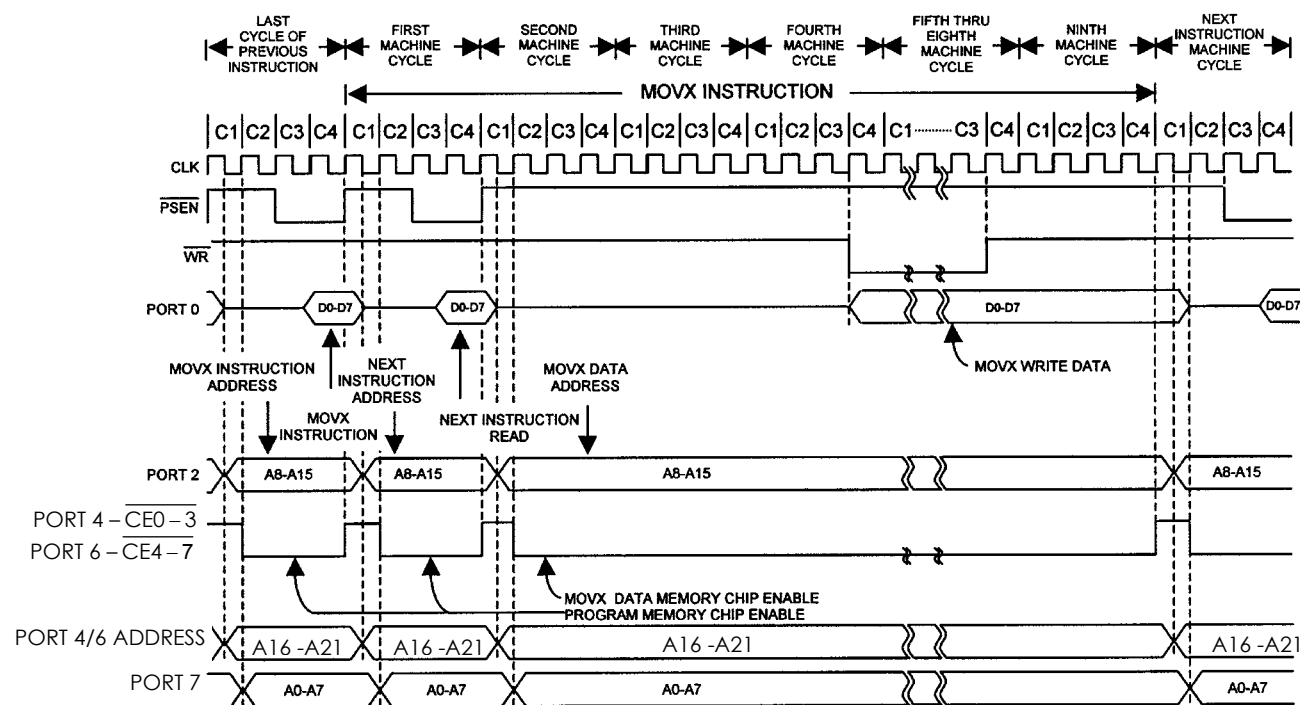 LAST CYCLE OF PREVIOUS INSTRUCTION
FIRST MACHINE CYCLE
SECOND MACHINE CYCLE
THIRD MACHINE CYCLE
FOURTH MACHINE CYCLE
FIFTH THRU EIGHTH MACHINE CYCLE
NINTH MACHINE CYCLE
NEXT INSTRUCTION MACHINE CYCLE
MOVX INSTRUCTION
C1 C2 C3 C4 C1 C2 C3 C4 C1 C2 C3 C4 C1 C2 C3 C4 C1 C2 C3 C4 C1 ........ C3 C4 C1 C2 C3 C4 C1 C2 C3 C4
CLK
PSEN
WR
PORT 0 D0-D7 D0-D7 D0-D7 D0-D7
MOVX INSTRUCTION ADDRESS
NEXT INSTRUCTION ADDRESS
MOVX DATA ADDRESS
MOVX WRITE DATA
MOVX INSTRUCTION
NEXT INSTRUCTION READ
PORT 2 A8-A15 A8-A15 A8-A15 A8-A15
PORT 4 – CE0 – 3
PORT 6 – CE4 – 7
MOVX DATA MEMORY CHIP ENABLE
PROGRAM MEMORY CHIP ENABLE
PORT 4/6 ADDRESS A16 -A21 A16 -A21 A16 -A21 A16 -A21
PORT 7 A0-A7 A0-A7 A0-A7 A0-A7